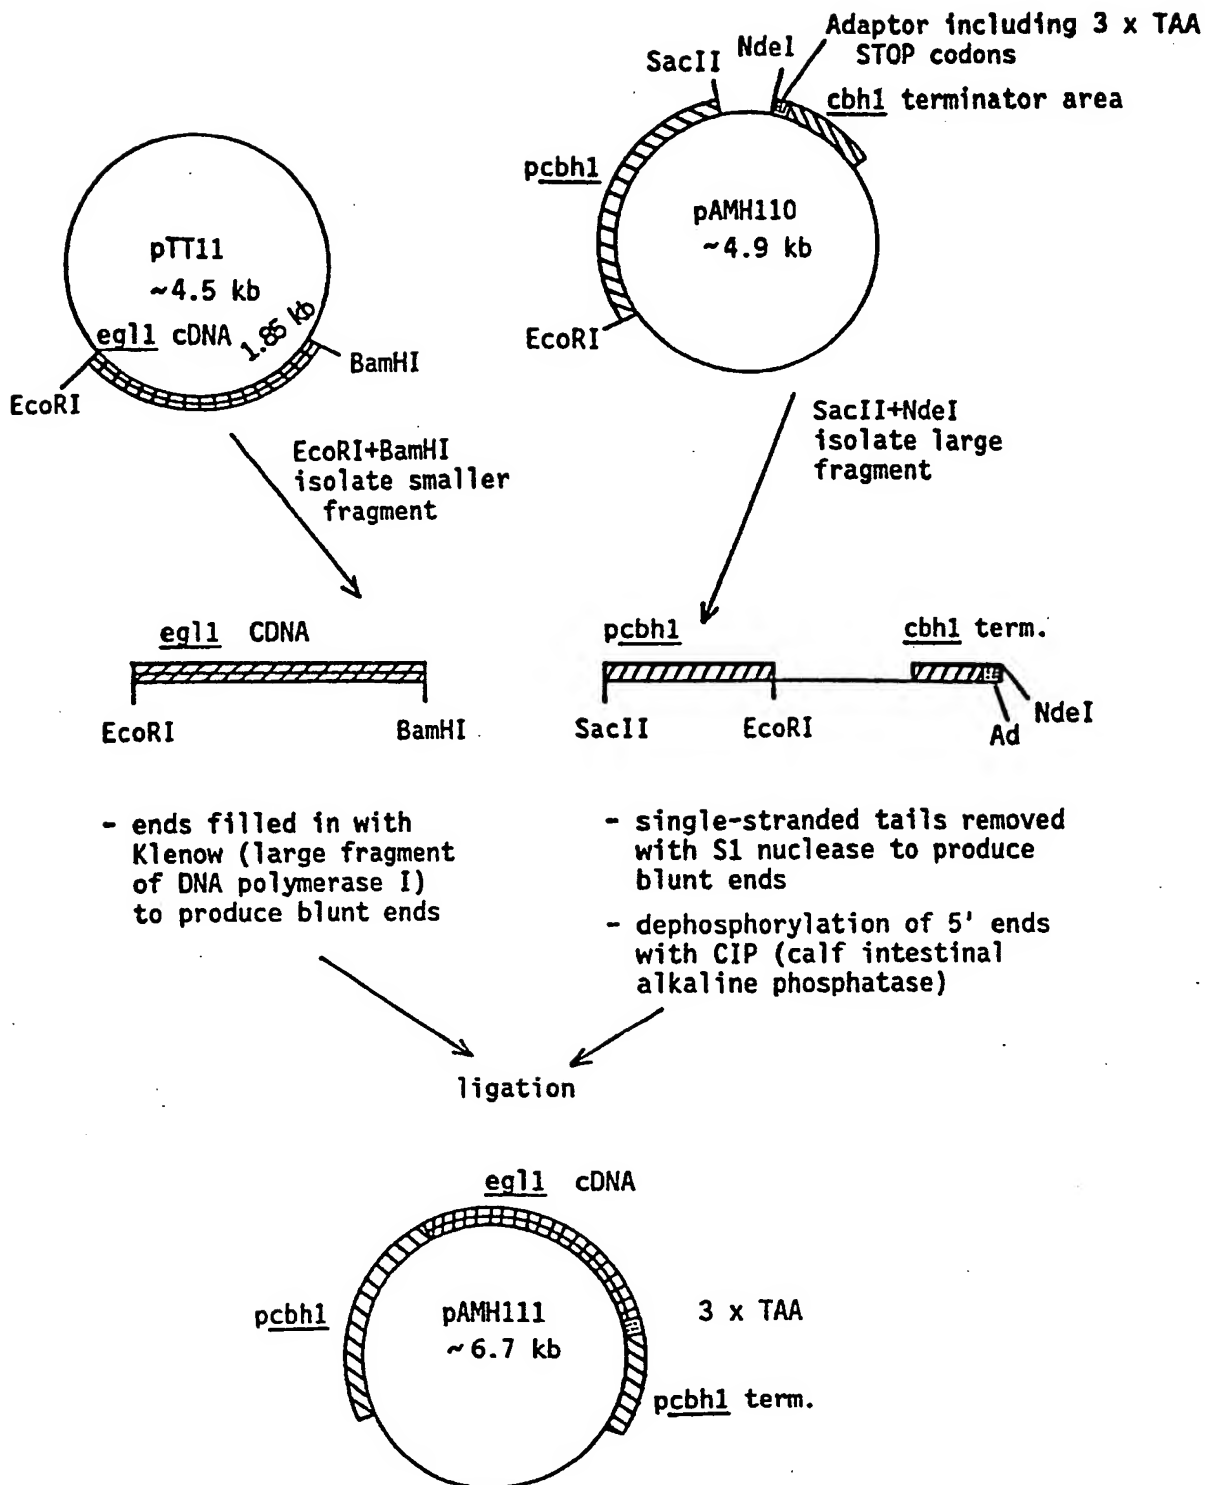 Adaptor including 3 x TAA
STOP codons
SacII
NdeI
cbh1 terminator area
pcbh1
pAMH110
~4.9 kb
EcoRI
pTT11
~4.5 kb
egl1 cDNA
1.85 kb
BamHI
EcoRI
EcoRI+BamHI
isolate smaller
fragment
SacII+NdeI
isolate large
fragment
egl1 CDNA
EcoRI
BamHI
pcbh1
cbh1 term.
SacII
EcoRI
Ad
NdeI
- ends filled in with
Klenow (large fragment
of DNA polymerase I)
to produce blunt ends
- single-stranded tails removed
with S1 nuclease to produce
blunt ends
- dephosphorylation of 5' ends
with CIP (calf intestinal
alkaline phosphatase)
ligation
egl1 cDNA
pcbh1
pAMH111
~6.7 kb
3 x TAA
pcbh1 term.